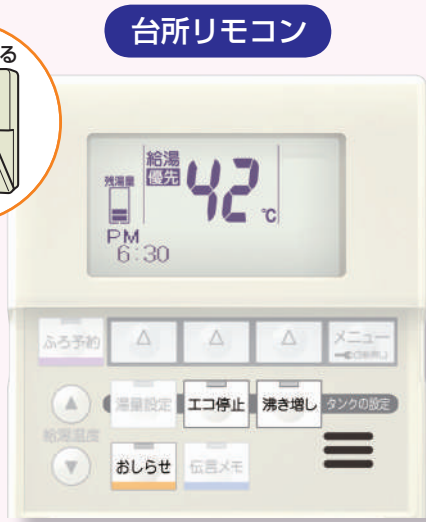 台所リモコン
る
給湯
残湯量 優先 42 ℃
PM
6:30
ふろ予約 △ △ △ メニュー
湯量設定 エコ停止 沸き増し タンクの設定
給湯温度
おしらせ 伝言メモ